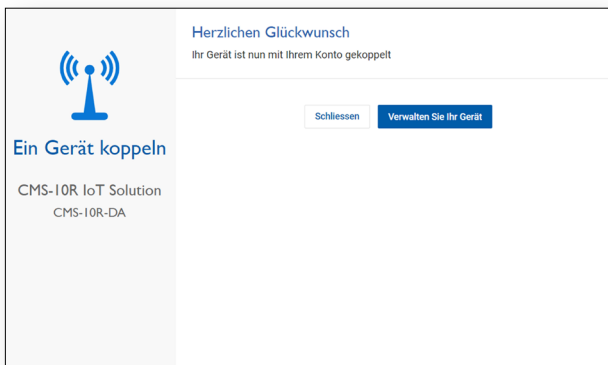 Herzlichen Glückwunsch
Ihr Gerät ist nun mit Ihrem Konto gekoppelt
Schliessen
Verwalten Sie Ihr Gerät
Ein Gerät koppeln
CMS-10R IoT Solution
CMS-10R-DA